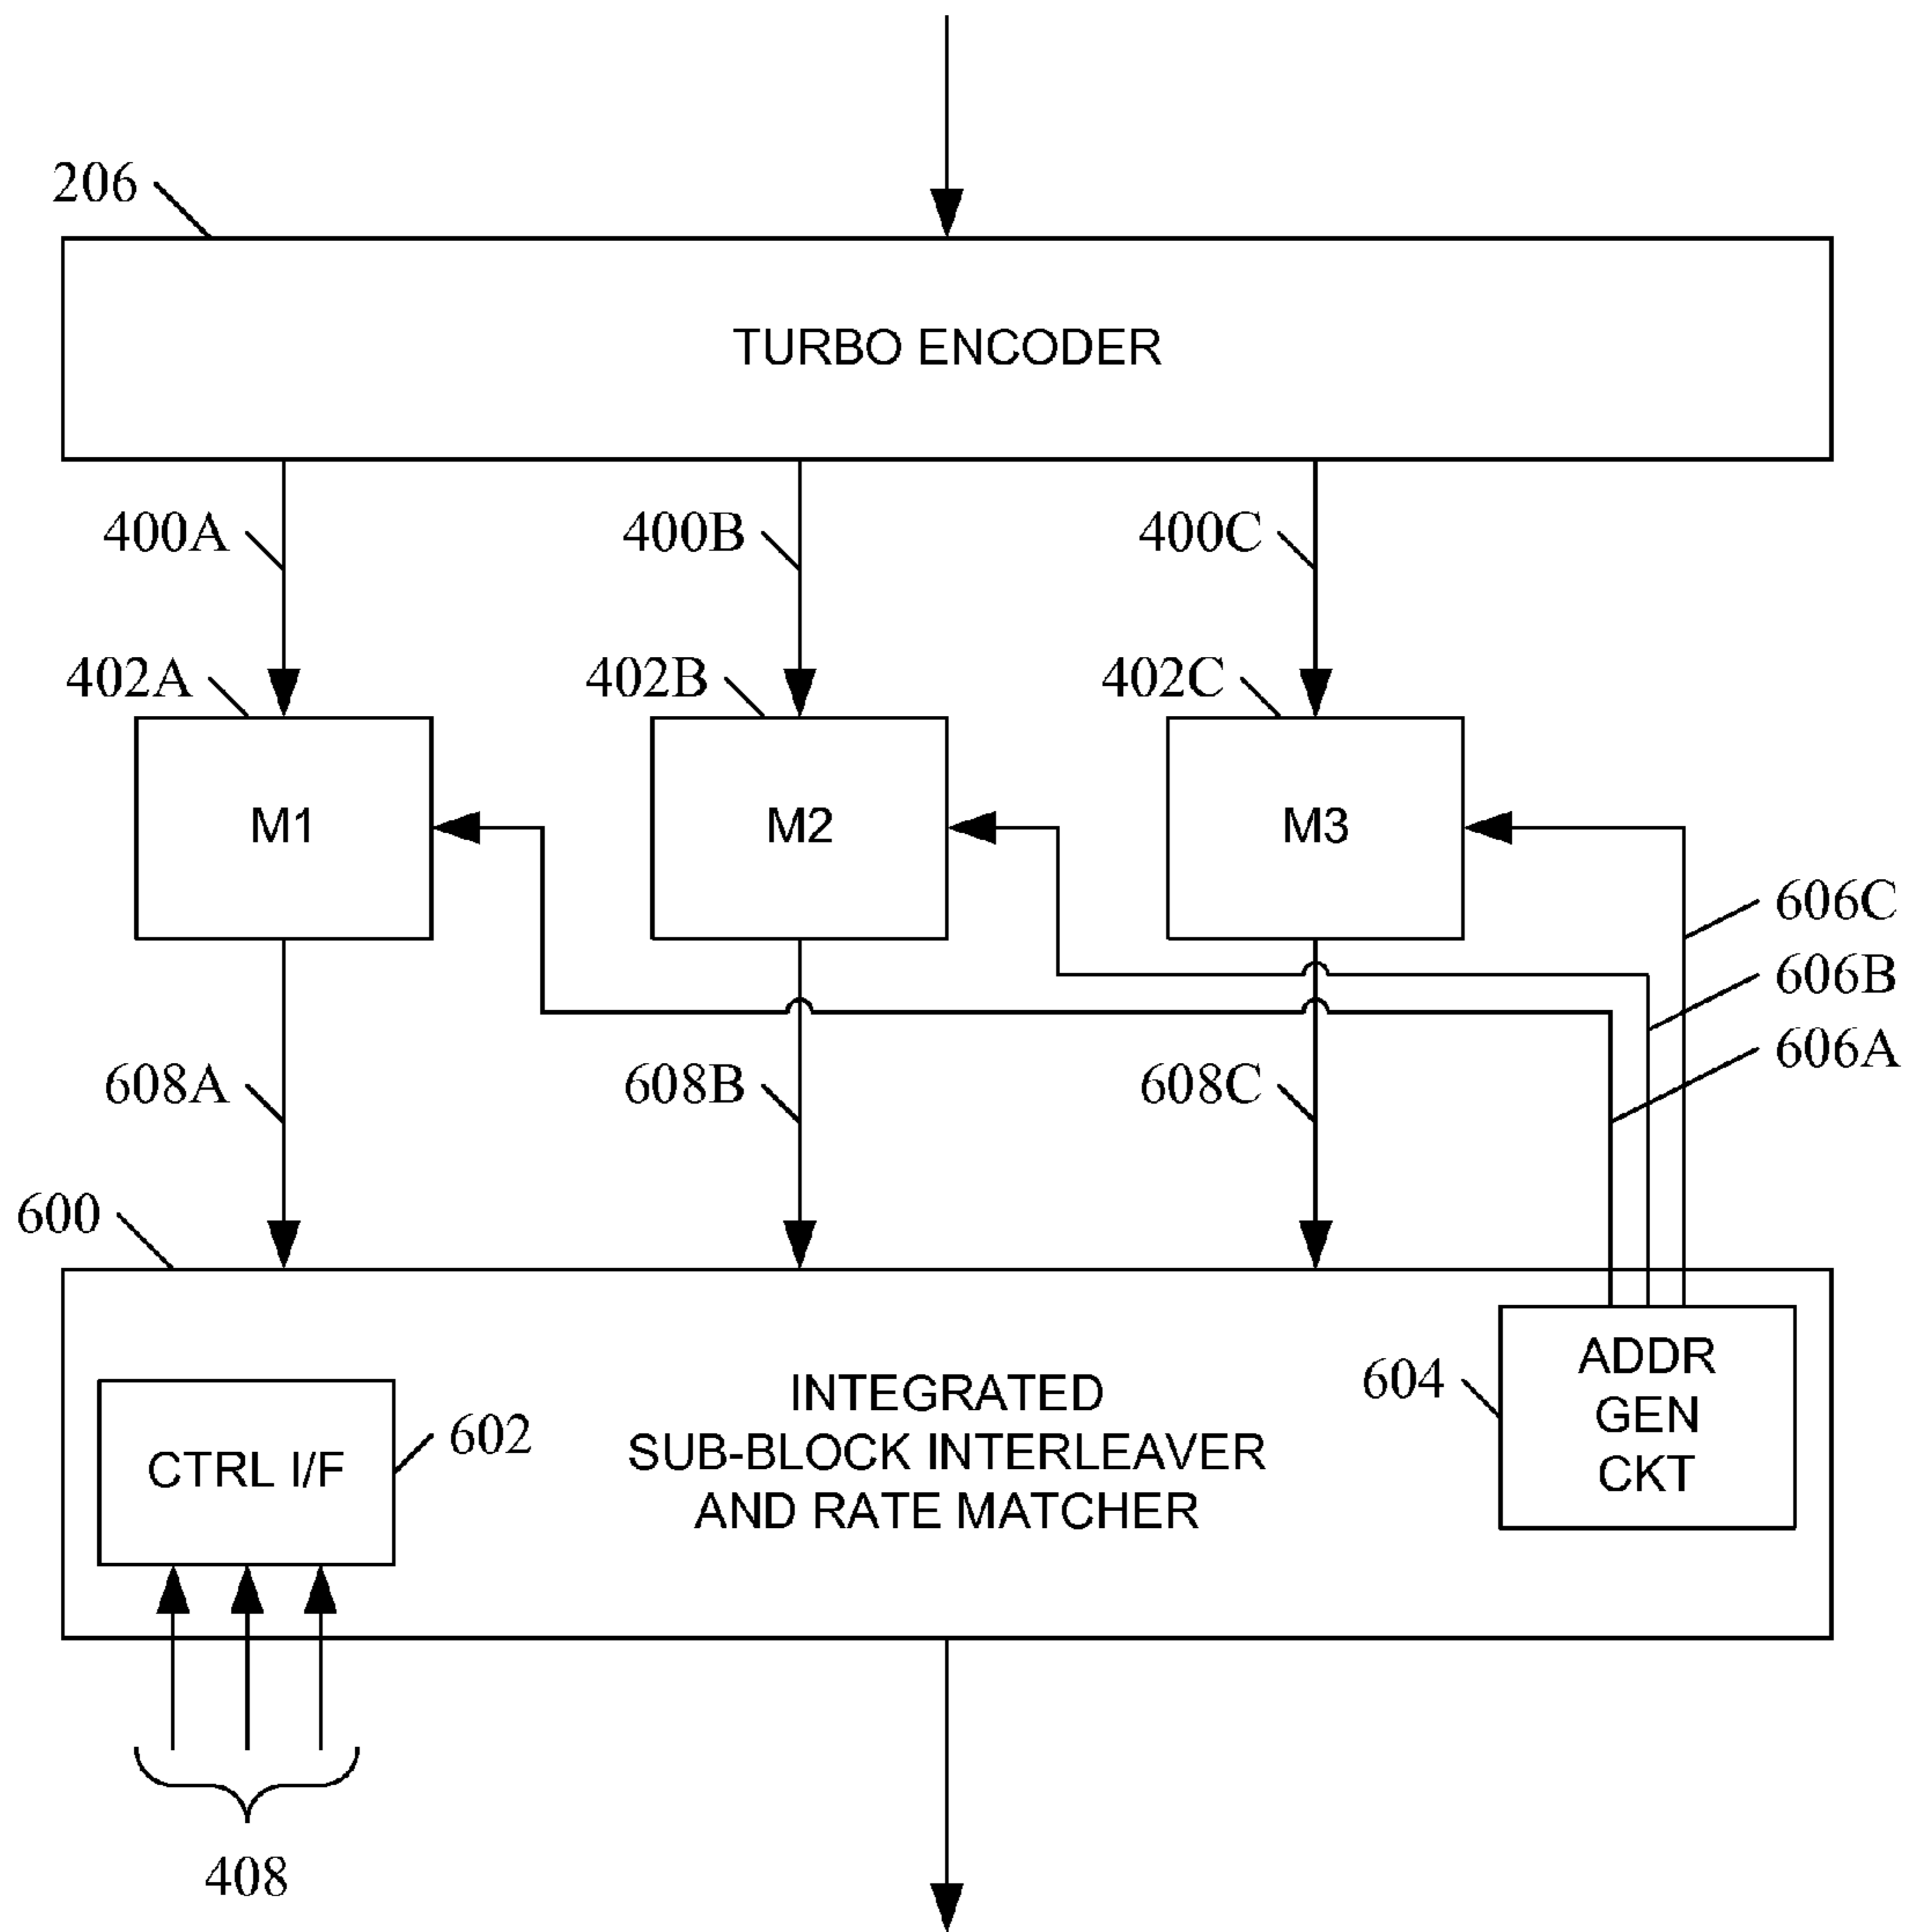 206
TURBO ENCODER
400A
400B
400C
402A
402B
402C
M1
M2
M3
606C
606B
606A
608A
608B
608C
600
ADDR
GEN
CKT
604
INTEGRATED
SUB-BLOCK INTERLEAVER
AND RATE MATCHER
CTRL I/F
602
408